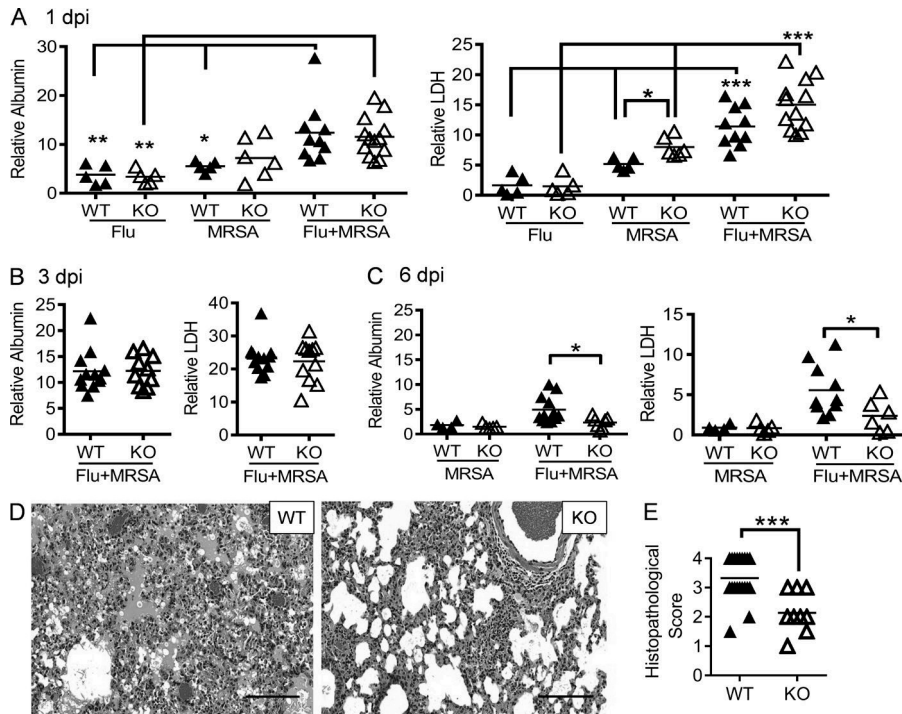 A 1 dpi
Relative Albumin
30
20
10
0
** ** *
WT KO WT KO WT KO
Flu MRSA Flu+MRSA
Relative LDH
25
20
15
10
5
0
* *** ***
WT KO WT KO WT KO
Flu MRSA Flu+MRSA
B 3 dpi
Relative Albumin
25
20
15
10
5
0
WT KO
Flu+MRSA
Relative LDH
40
30
20
10
0
WT KO
Flu+MRSA
C 6 dpi
Relative Albumin
25
20
15
10
5
0
*
WT KO WT KO
MRSA Flu+MRSA
Relative LDH
15
10
5
0
*
WT KO WT KO
MRSA Flu+MRSA
D
WT
KO
E
Histopathological
Score
***
4
3
2
1
0
WT KO